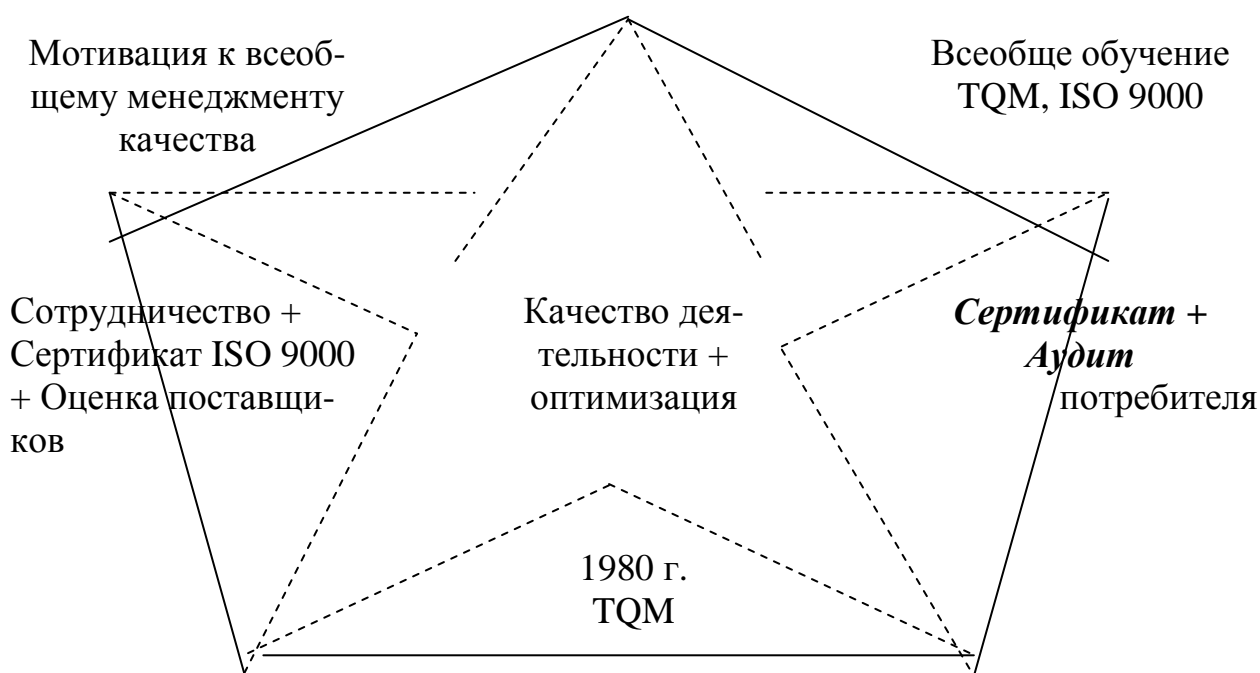 Мотивация к всеоб-
щему менеджменту
качества
Всеобще обучение
TQM, ISO 9000
Сотрудничество +
Сертификат ISO 9000
+ Оценка поставщи-
ков
Качество дея-
тельности +
оптимизация
Сертификат +
Аудит
потребителя
1980 г.
TQM